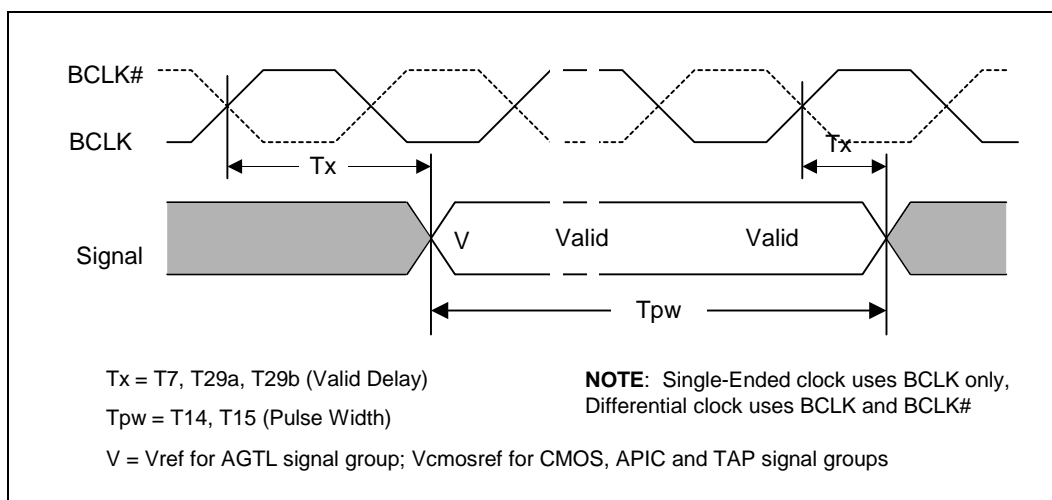 BCLK#
BCLK
Tx
Tx
Signal
V
Valid
Valid
Tpw
Tx = T7, T29a, T29b (Valid Delay)
Tpw = T14, T15 (Pulse Width)
V = Vref for AGTL signal group; Vcmosref for CMOS, APIC and TAP signal groups
NOTE: Single-Ended clock uses BCLK only,
Differential clock uses BCLK and BCLK#